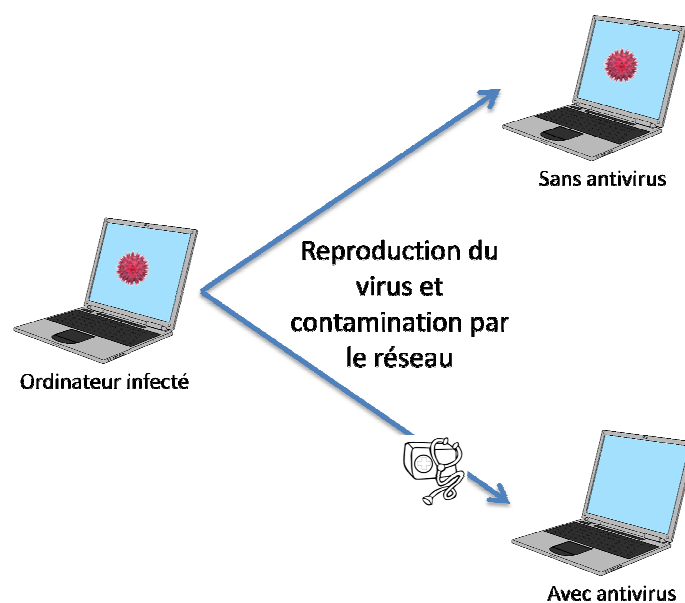 Sans antivirus
Reproduction du
virus et
contamination par
le réseau
Ordinateur infecté
Avec antivirus